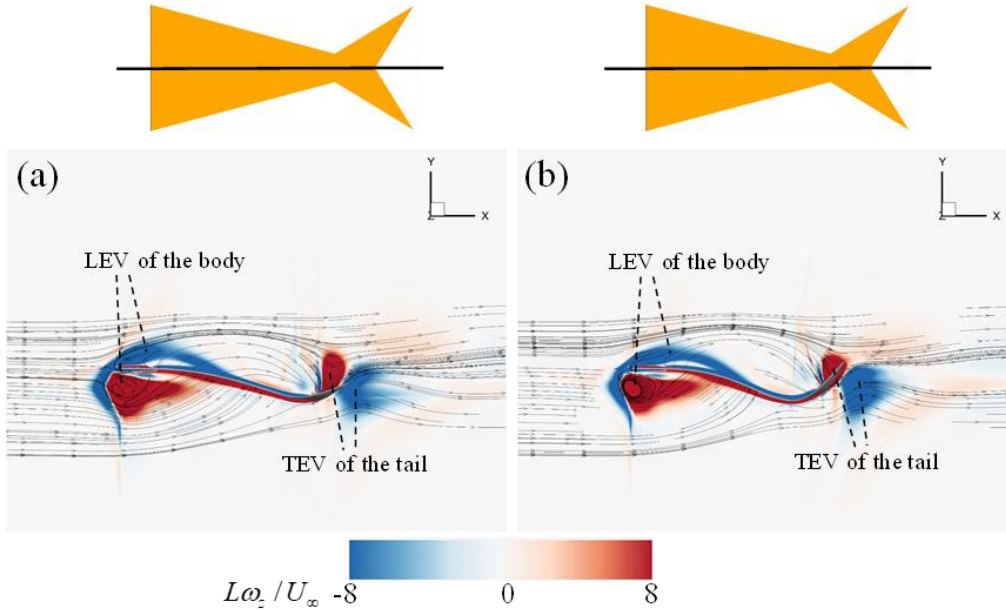 (a)
Y
Z X
LEV of the body
TEV of the tail
(b)
Y
Z X
LEV of the body
TEV of the tail
Lω_z / U_∞ -8 0 8